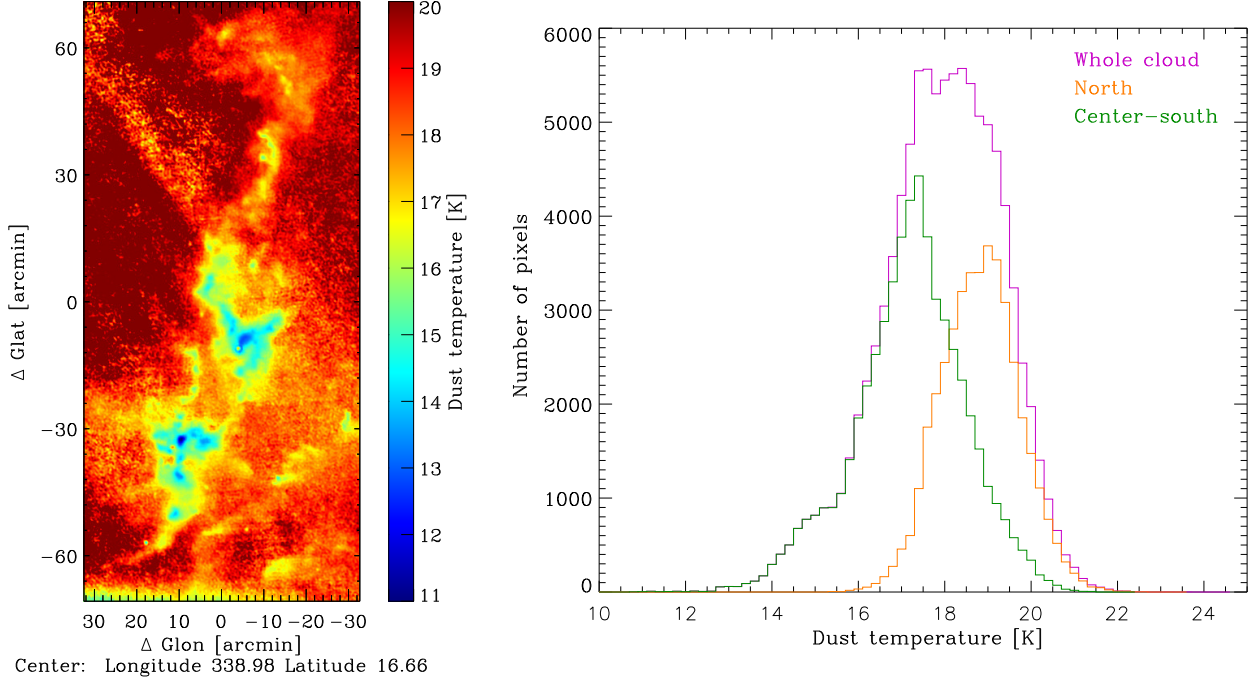 60
30
0
−30
−60
Δ Glat [arcmin]
30 20 10 0 −10 −20 −30
Δ Glon [arcmin]
Center: Longitude 338.98 Latitude 16.66
20
19
18
17
16
15
14
13
12
11
Dust temperature [K]
6000
5000
4000
3000
2000
1000
0
Number of pixels
Whole cloud
North
Center−south
10 12 14 16 18 20 22 24
Dust temperature [K]